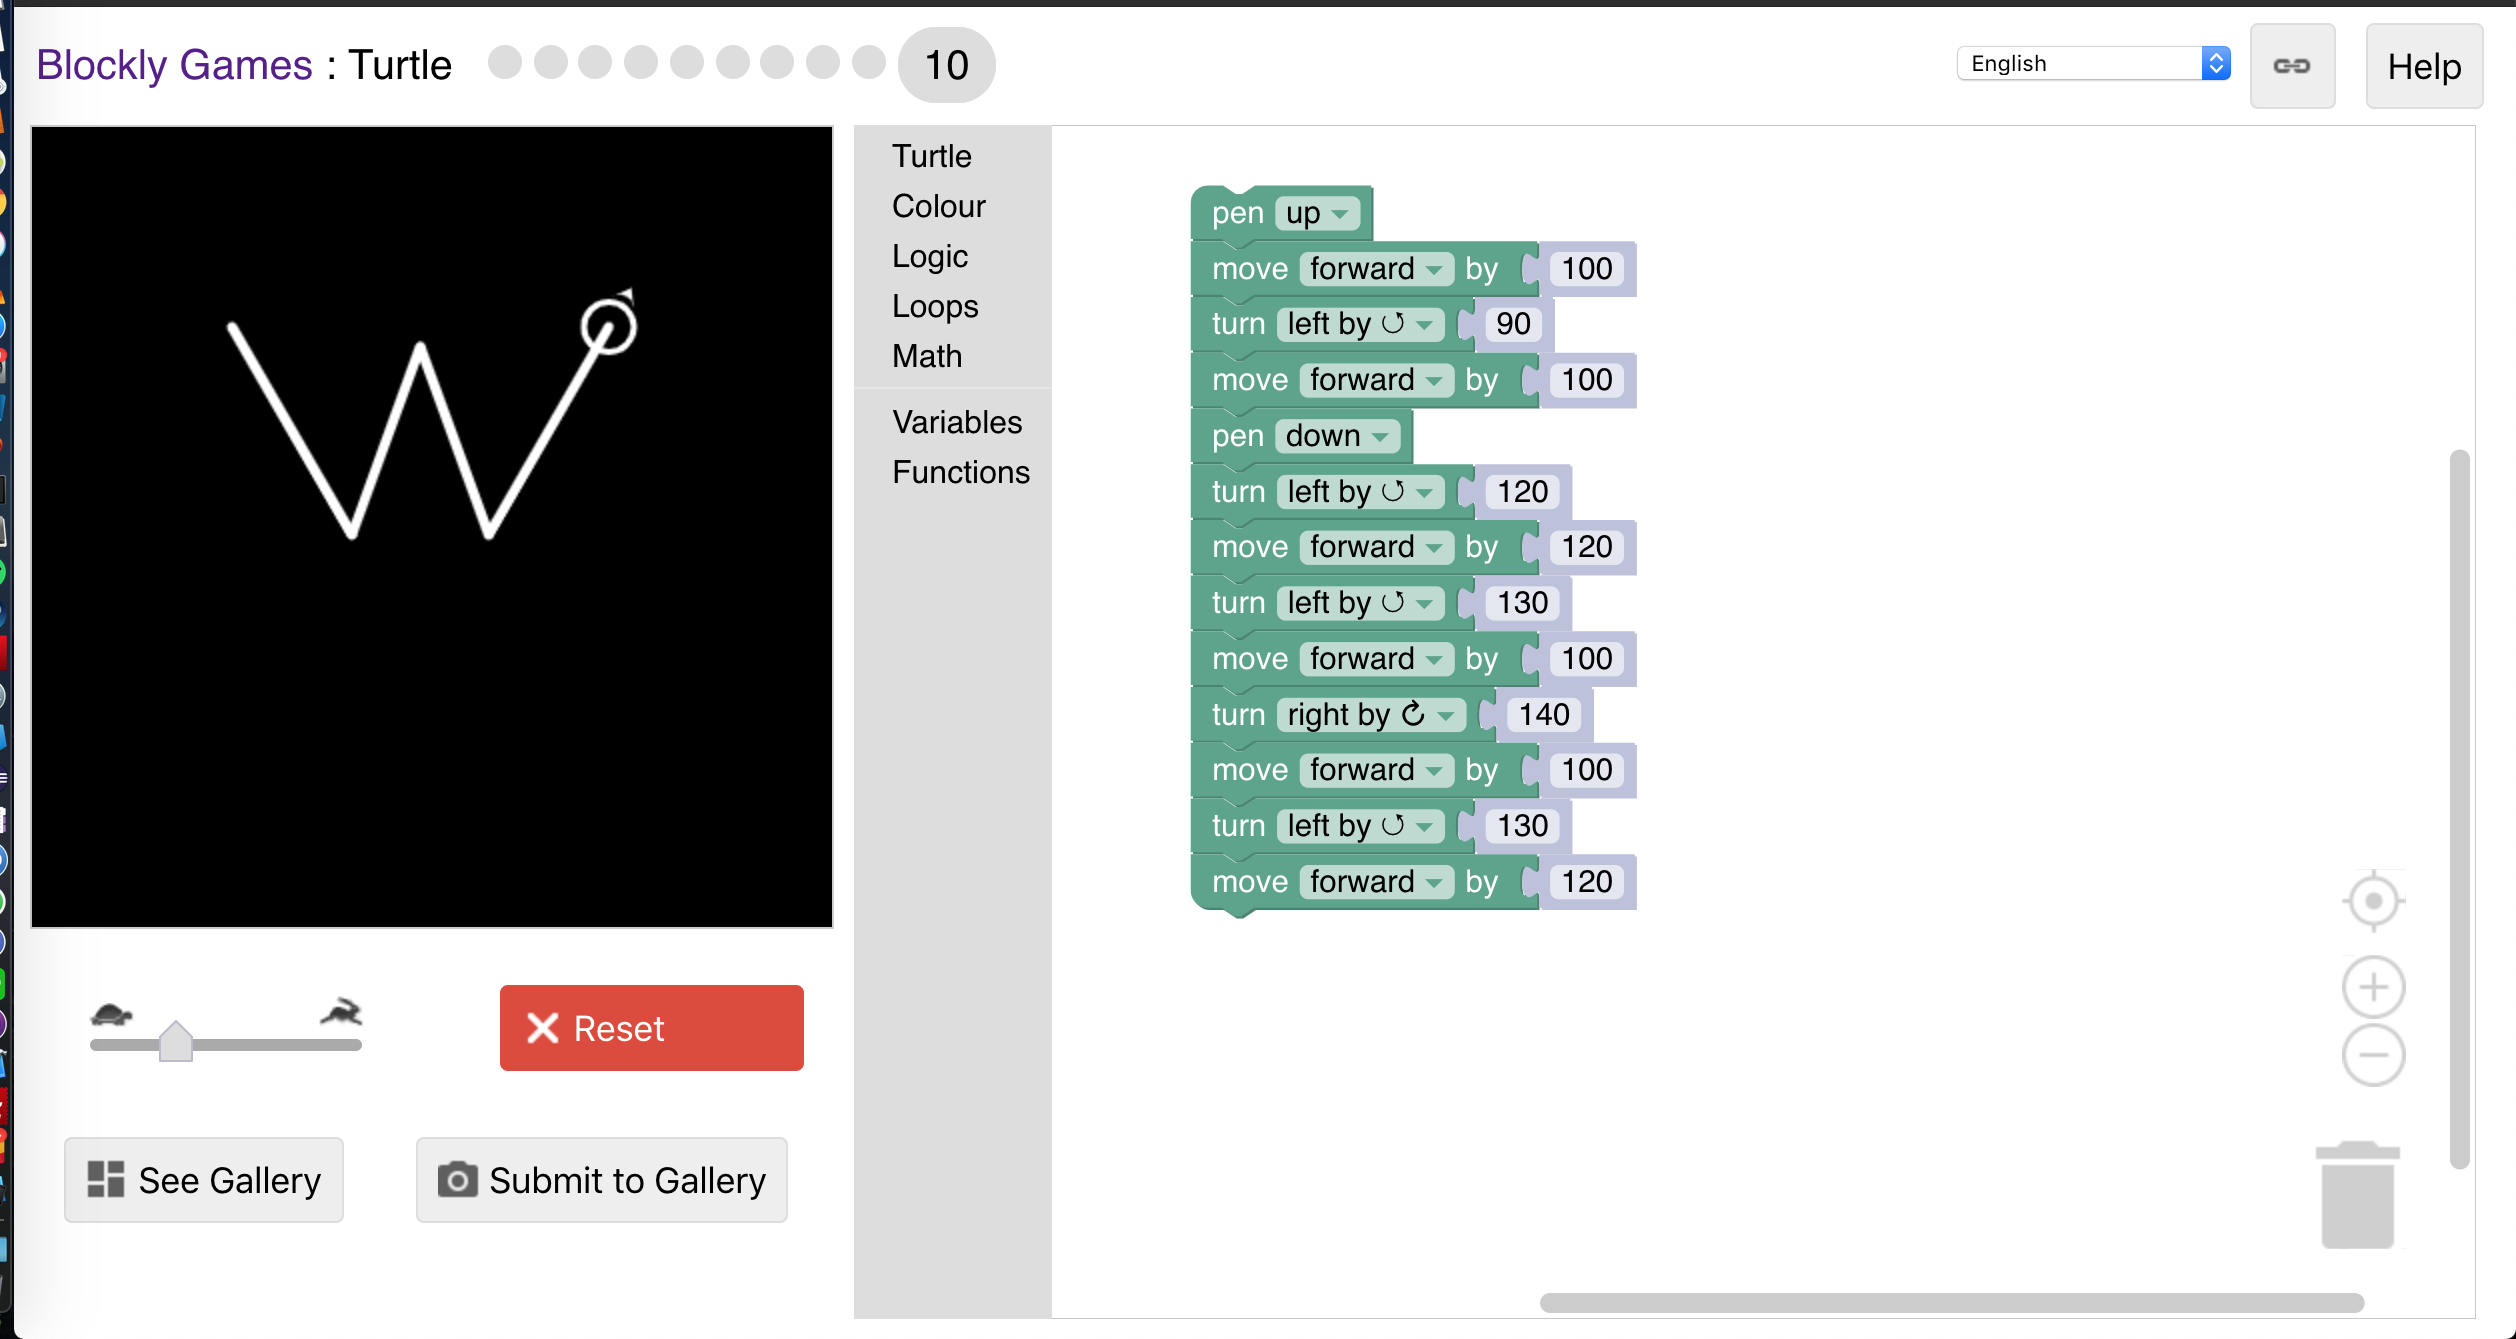 Blockly Games : Turtle 10 English Help
Turtle
Colour
Logic
Loops
Math
Variables
Functions
pen up
move forward by 100
turn left by 90
move forward by 100
pen down
turn left by 120
move forward by 120
turn left by 130
move forward by 100
turn right by 140
move forward by 100
turn left by 130
move forward by 120
Reset
See Gallery
Submit to Gallery